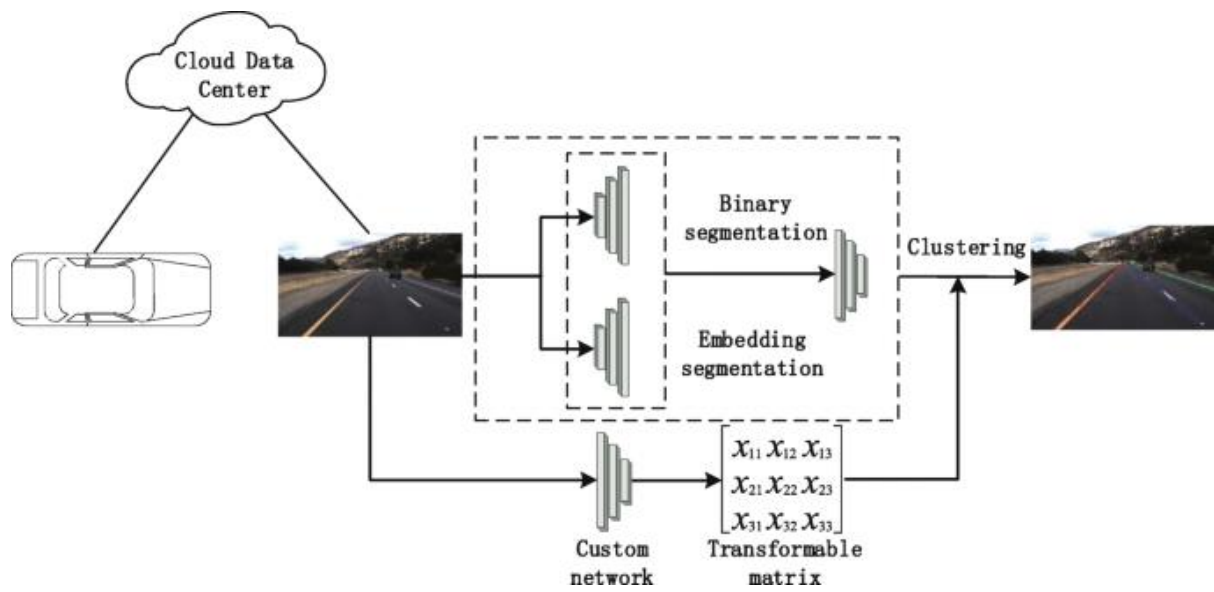 Cloud Data
Center
Binary
segmentation
Clustering
Embedding
segmentation
X11 X12 X13
X21 X22 X23
X31 X32 X33
Custom
network
Transformable
matrix